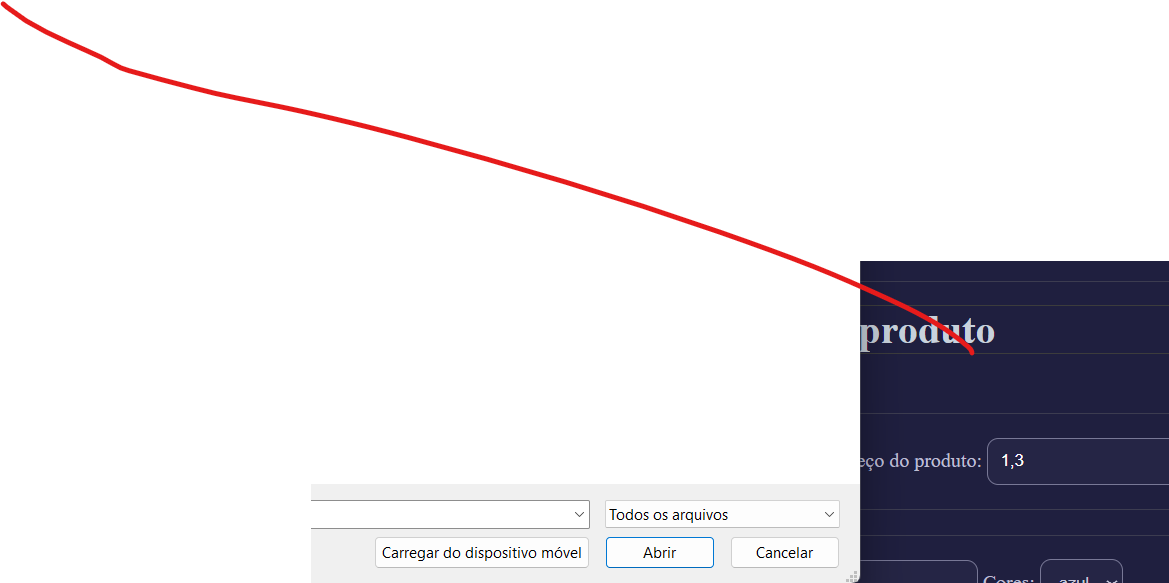 produto
eço do produto: 1,3
Todos os arquivos
Carregar do dispositivo móvel Abrir Cancelar
Cores: azul